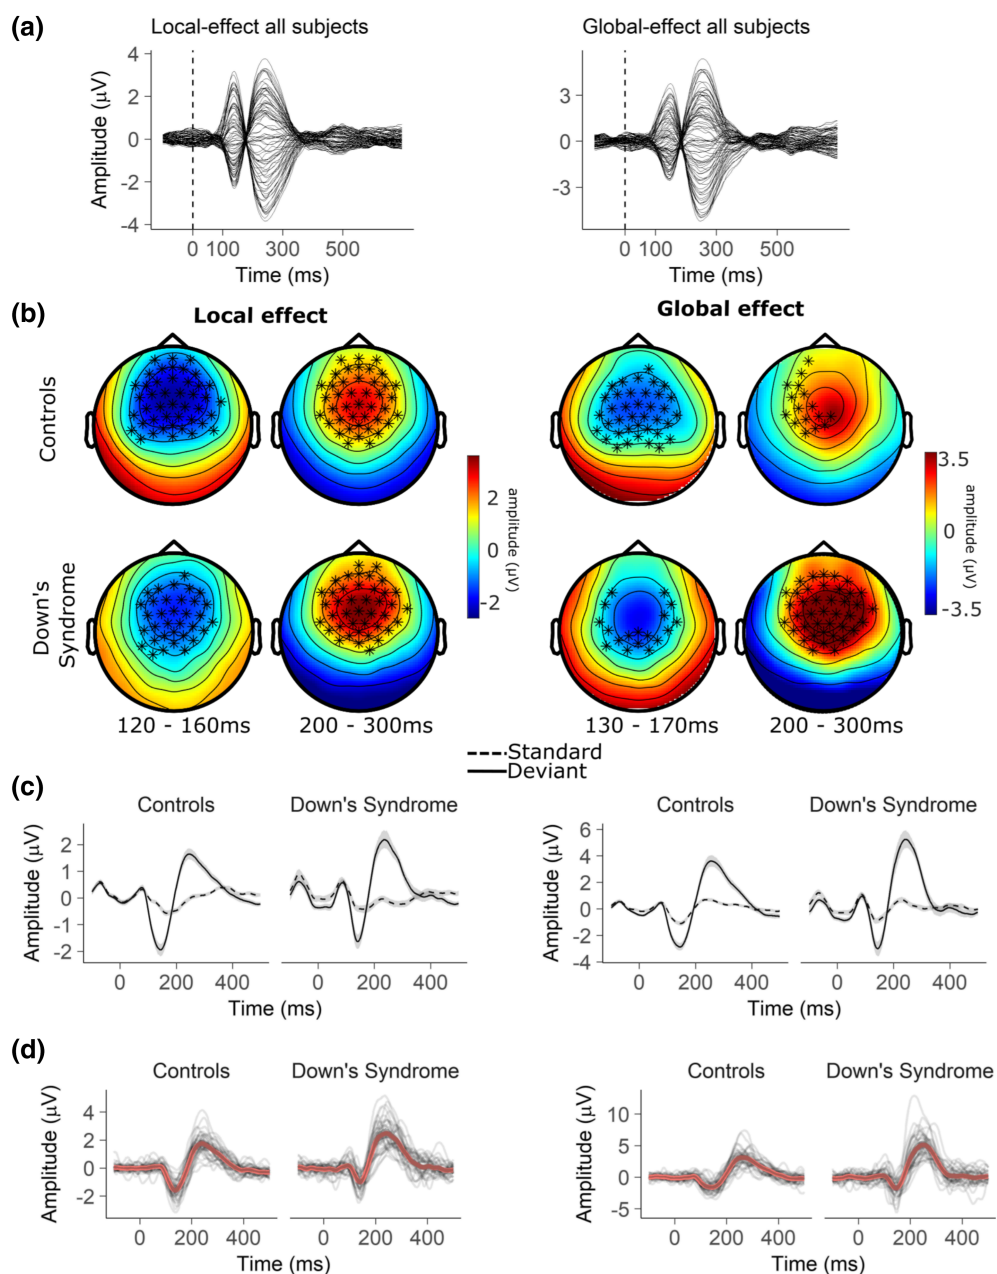 (a)
Local-effect all subjects
Global-effect all subjects
Amplitude (μV)
4
2
0
-2
-4
0 100 300 500
Time (ms)
3
0
-3
0 100 300 500
Time (ms)
(b)
Local effect
Global effect
Controls
Down's
Syndrome
2
0
-2
amplitude (μV)
3.5
0
-3.5
amplitude (μV)
120 - 160ms
200 - 300ms
130 - 170ms
200 - 300ms
Standard
Deviant
(c)
Controls
Down's Syndrome
Controls
Down's Syndrome
Amplitude (μV)
2
1
0
-1
-2
0 200 400
0 200 400
Time (ms)
Amplitude (μV)
6
4
2
0
-2
-4
0 200 400
0 200 400
Time (ms)
(d)
Controls
Down's Syndrome
Controls
Down's Syndrome
Amplitude (μV)
4
2
0
-2
0 200 400
0 200 400
Time (ms)
Amplitude (μV)
10
5
0
-5
0 200 400
0 200 400
Time (ms)